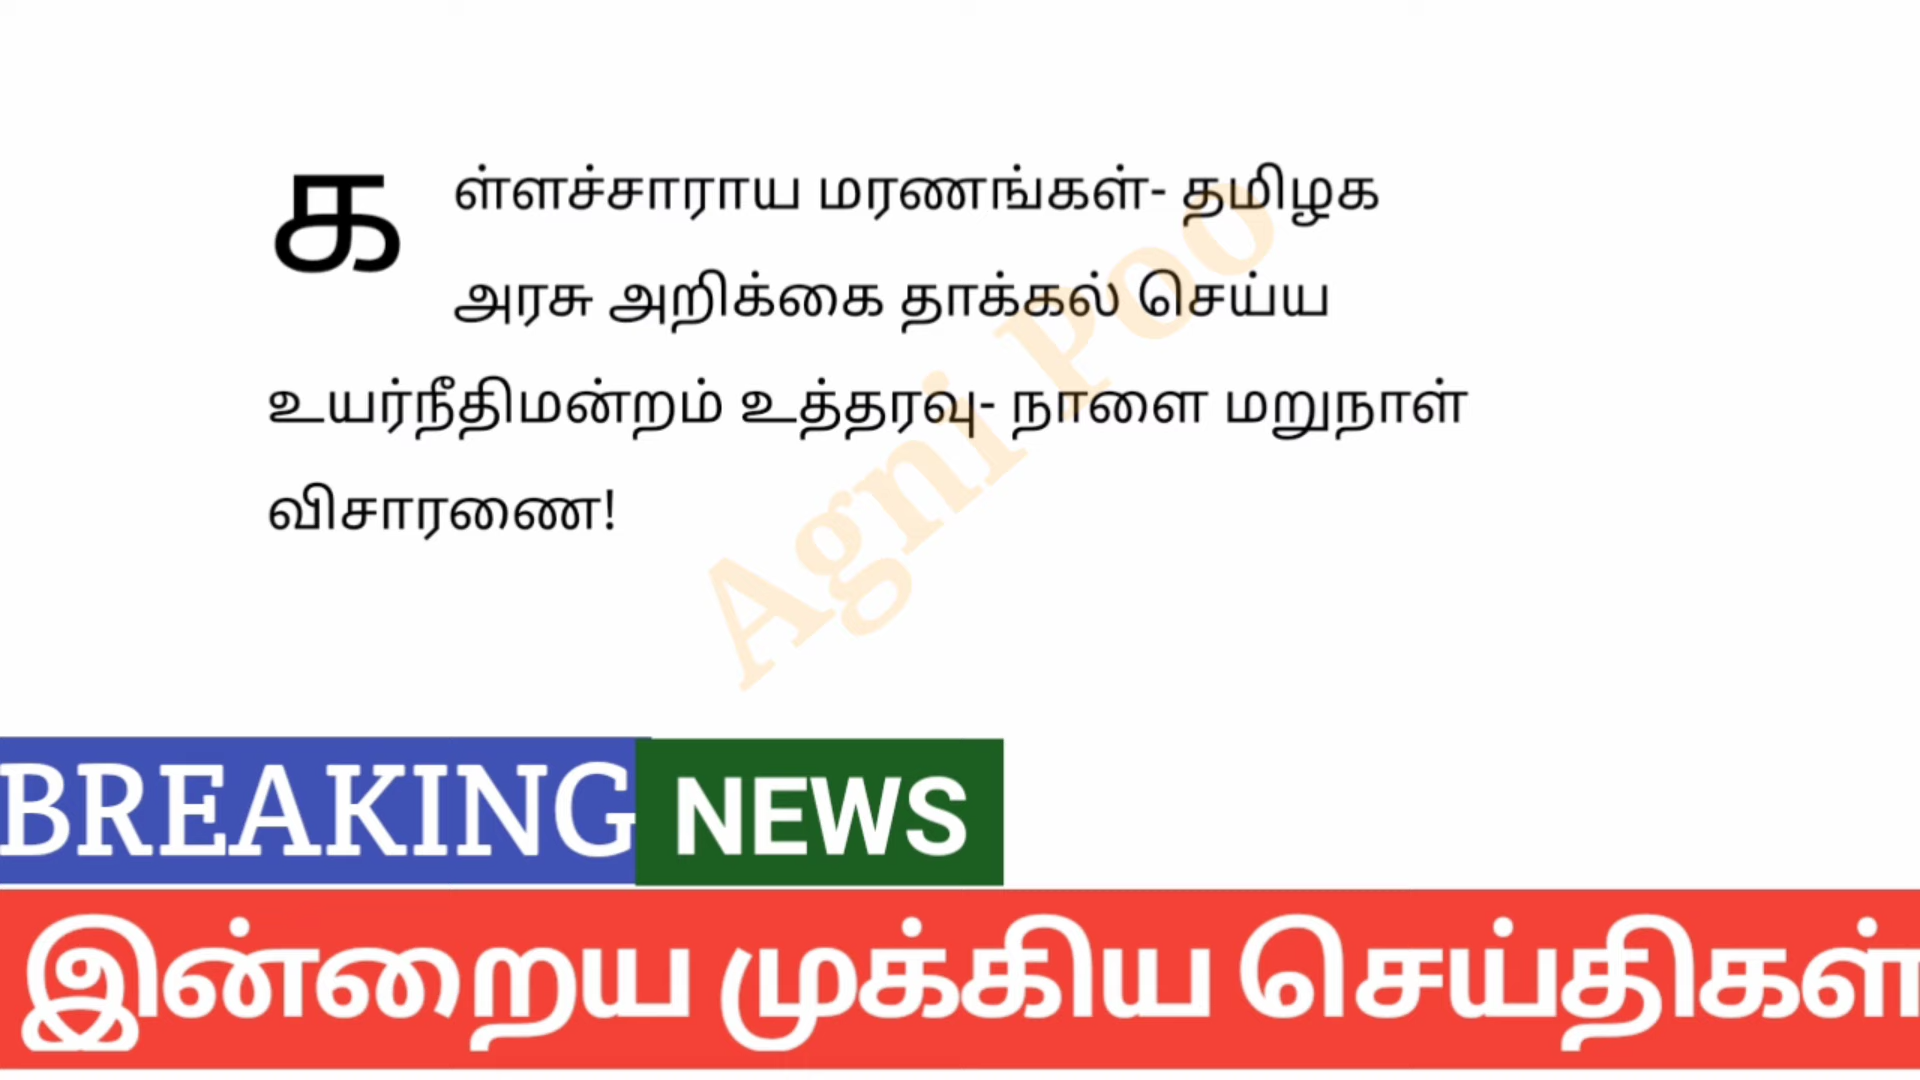 கள்ளச்சாராய மரணங்கள்- தமிழக
அரசு அறிக்கை தாக்கல் செய்ய
உயர்நீதிமன்றம் உத்தரவு- நாளை மறுநாள்
விசாரணை!
Agni Poo
BREAKING NEWS
இன்றைய முக்கிய செய்திகள்